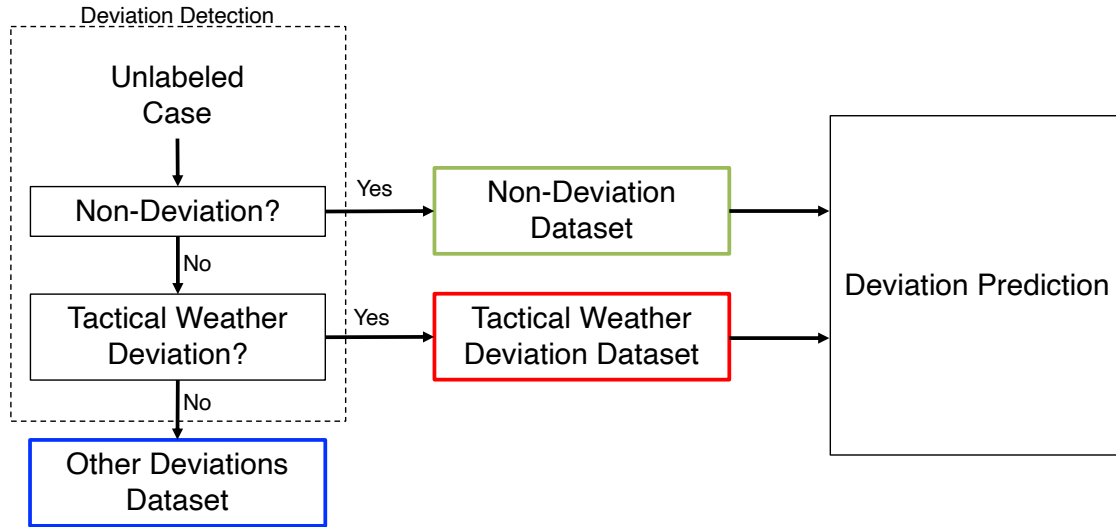 Deviation Detection
Unlabeled
Case
Non-Deviation?
Yes
Non-Deviation
Dataset
No
Tactical Weather
Deviation?
Yes
Tactical Weather
Deviation Dataset
Deviation Prediction
No
Other Deviations
Dataset